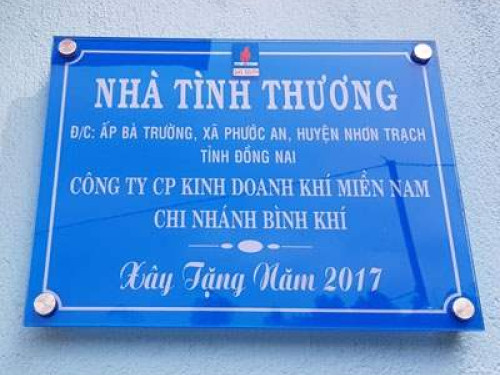 NHÀ TÌNH THƯƠNG
Đ/C: ẤP BÀ TRƯỜNG, XÃ PHƯỚC AN, HUYỆN NHƠN TRẠCH
TỈNH ĐỒNG NAI
CÔNG TY CP KINH DOANH KHÍ MIỀN NAM
CHI NHÁNH BÌNH KHÍ
Xây Tặng Năm 2017